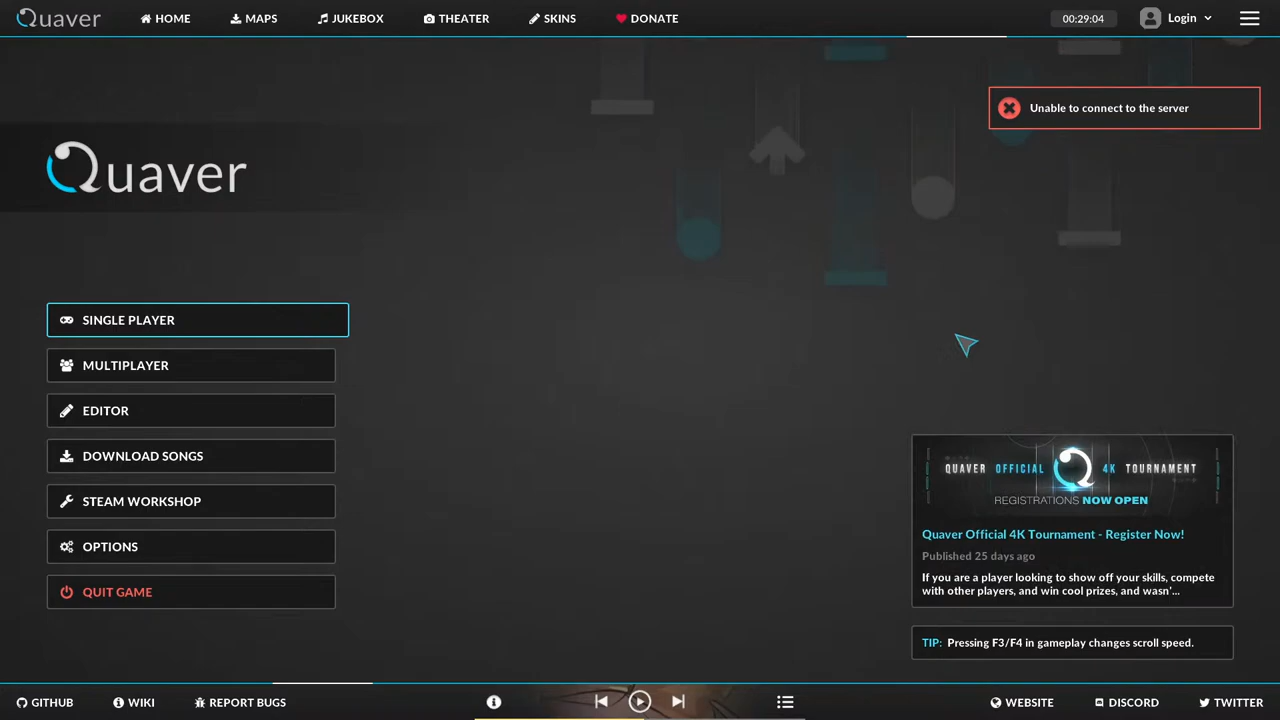 Quaver HOME MAPS JUKEBOX THEATER SKINS DONATE 00:29:04 Login
Unable to connect to the server
Quaver
SINGLE PLAYER
MULTIPLAYER
EDITOR
DOWNLOAD SONGS
STEAM WORKSHOP
OPTIONS
QUIT GAME
QUAVER OFFICIAL 4K TOURNAMENT
REGISTRATIONS NOW OPEN
Quaver Official 4K Tournament - Register Now!
Published 25 days ago
If you are a player looking to show off your skills, compete
with other players, and win cool prizes, and wasn'...
TIP: Pressing F3/F4 in gameplay changes scroll speed.
GITHUB WIKI REPORT BUGS WEBSITE DISCORD TWITTER